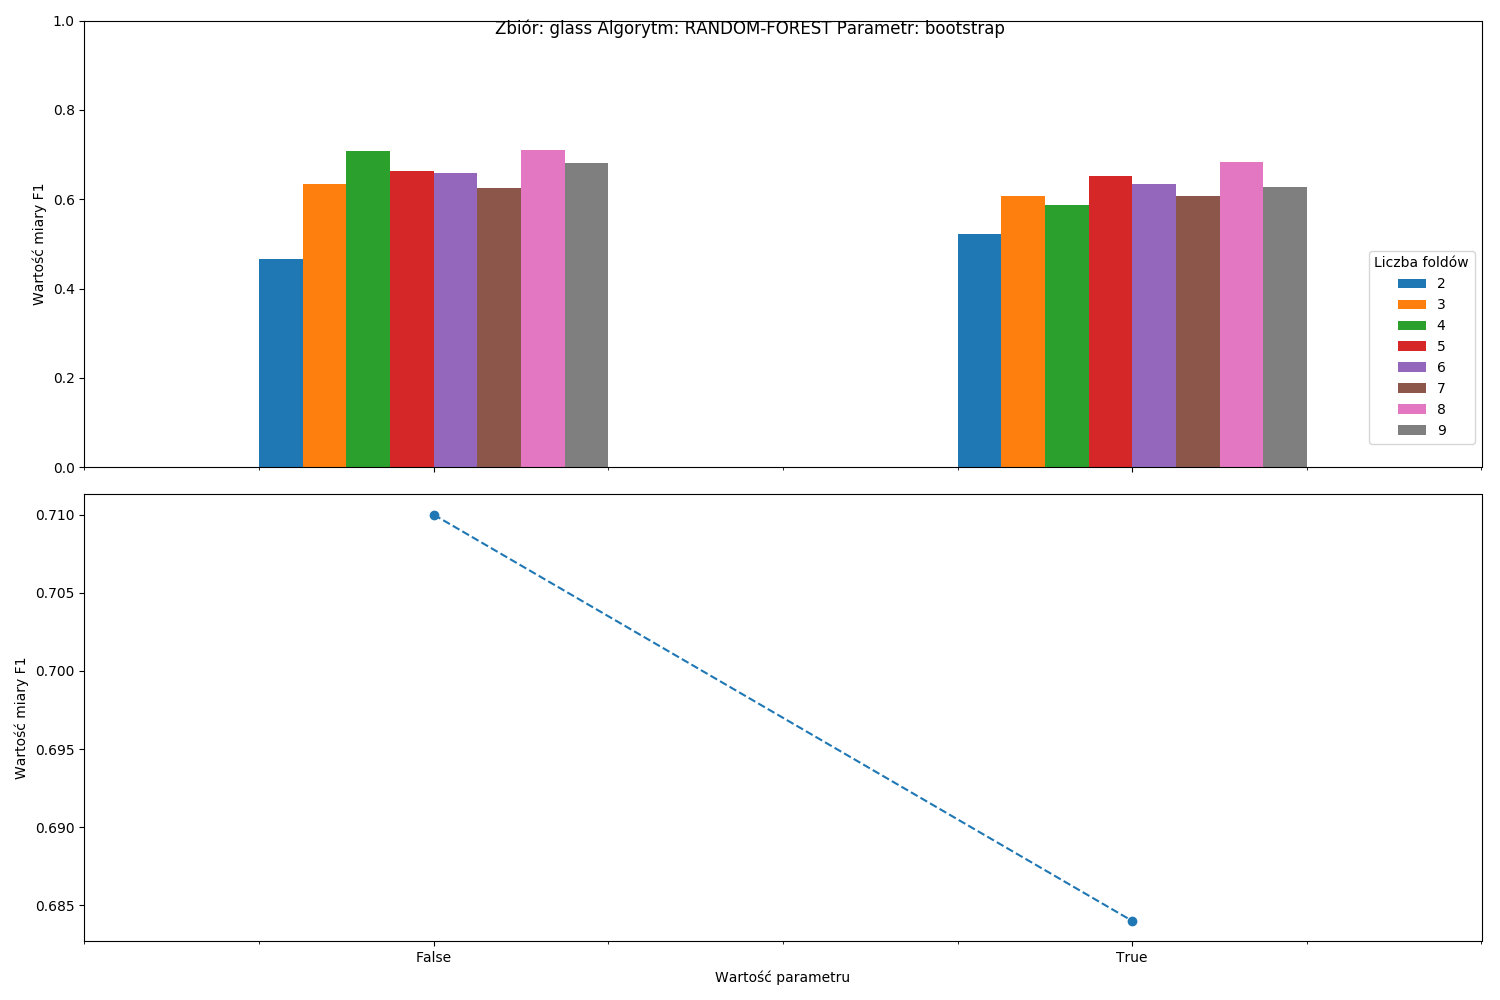 Zbiór: glass Algorytm: RANDOM-FOREST Parametr: bootstrap
Wartość miary F1
1.0
0.8
0.6
0.4
0.2
0.0
Liczba foldów
2
3
4
5
6
7
8
9
Wartość miary F1
0.710
0.705
0.700
0.695
0.690
0.685
False
True
Wartość parametru